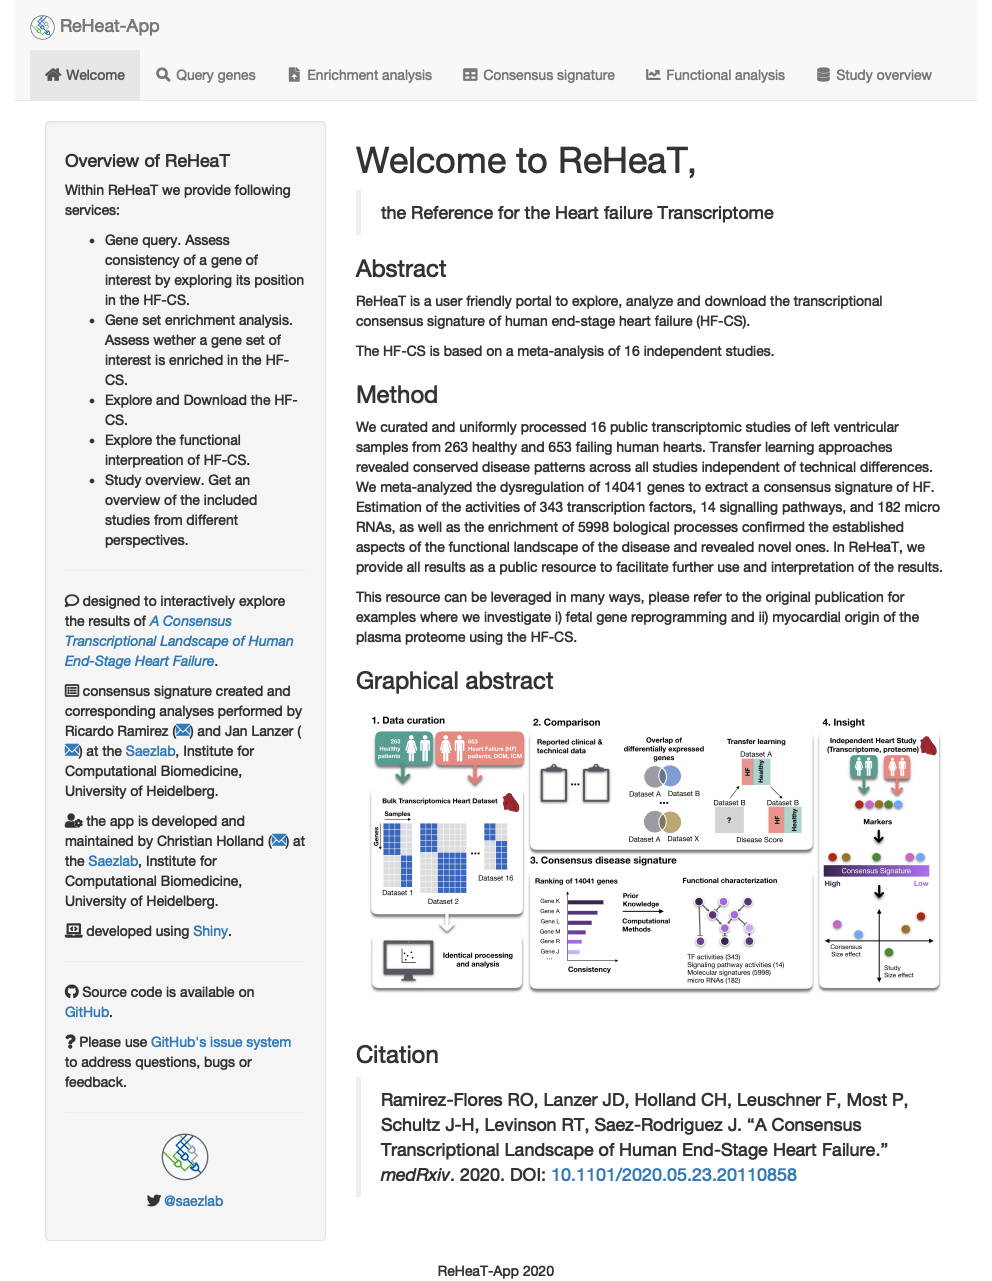 ReHeat-App
Welcome
Query genes
Enrichment analysis
Consensus signature
Functional analysis
Study overview
Overview of ReHeaT
Within ReHeaT we provide following
services:
Gene query. Assess
consistency of a gene of
interest by exploring its position
in the HF-CS.
Gene set enrichment analysis.
Assess wether a gene set of
interest is enriched in the HF-
CS.
Explore and Download the HF-
CS.
Explore the functional
interpreation of HF-CS.
Study overview. Get an
overview of the included
studies from different
perspectives.
designed to interactively explore
the results of A Consensus
Transcriptional Landscape of Human
End-Stage Heart Failure.
consensus signature created and
corresponding analyses performed by
Ricardo Ramirez () and Jan Lanzer (
) at the Saezlab, Institute for
Computational Biomedicine,
University of Heidelberg.
the app is developed and
maintained by Christian Holland () at
the Saezlab, Institute for
Computational Biomedicine,
University of Heidelberg.
developed using Shiny.
Source code is available on
GitHub.
Please use GitHub's issue system
to address questions, bugs or
feedback.
@saezlab
Welcome to ReHeaT,
the Reference for the Heart failure Transcriptome
Abstract
ReHeaT is a user friendly portal to explore, analyze and download the transcriptional
consensus signature of human end-stage heart failure (HF-CS).
The HF-CS is based on a meta-analysis of 16 independent studies.
Method
We curated and uniformly processed 16 public transcriptomic studies of left ventricular
samples from 263 healthy and 653 failing human hearts. Transfer learning approaches
revealed conserved disease patterns across all studies independent of technical differences.
We meta-analyzed the dysregulation of 14041 genes to extract a consensus signature of HF.
Estimation of the activities of 343 transcription factors, 14 signalling pathways, and 182 micro
RNAs, as well as the enrichment of 5998 bological processes confirmed the established
aspects of the functional landscape of the disease and revealed novel ones. In ReHeaT, we
provide all results as a public resource to facilitate further use and interpretation of the results.
This resource can be leveraged in many ways, please refer to the original publication for
examples where we investigate i) fetal gene reprogramming and ii) myocardial origin of the
plasma proteome using the HF-CS.
Graphical abstract
1. Data curation
263
Healthy
patients
653
Heart Failure (HF)
patients, DCM, ICM
Bulk Transcriptomics Heart Dataset
Samples
Genes
...
Dataset 1
Dataset 2
Dataset 16
Identical processing
and analysis
2. Comparison
Reported clinical &
technical data
...
Overlap of
differentially expressed
genes
Dataset A
Dataset B
...
Dataset A
Dataset X
Transfer learning
Dataset A
HF
Healthy
Dataset B
Dataset B
?
HF
Healthy
Disease Score
3. Consensus disease signature
Ranking of 14041 genes
Gene K
Gene A
Gene L
Gene M
Gene R
Gene J
...
Consistency
Prior
Knowledge
Computational
Methods
Functional characterization
TF activities (343)
Signaling pathway activities (14)
Molecular signatures (5998)
micro RNAs (182)
4. Insight
Independent Heart Study
(Transcriptome, proteome)
Markers
Consensus Signature
High
Low
Consensus
Size effect
Study
Size effect
Citation
Ramirez-Flores RO, Lanzer JD, Holland CH, Leuschner F, Most P,
Schultz J-H, Levinson RT, Saez-Rodriguez J. “A Consensus
Transcriptional Landscape of Human End-Stage Heart Failure.”
medRxiv. 2020. DOI: 10.1101/2020.05.23.20110858
ReHeaT-App 2020